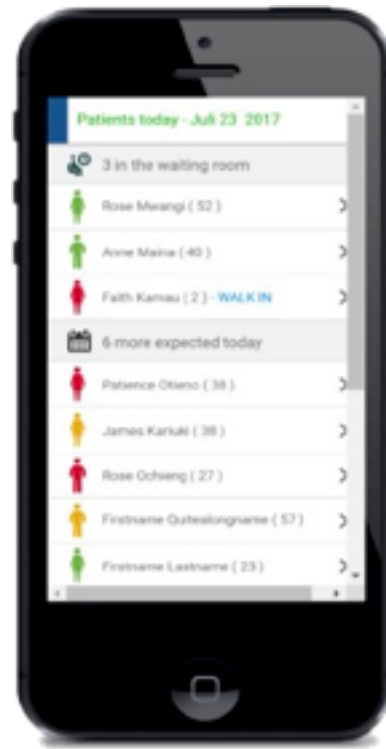 Patients today - Juli 23 2017
3 in the waiting room
Rose Mwangi ( 52 )
Anne Maina ( 40 )
Faith Kamau ( 2 ) - WALK IN
6 more expected today
Patience Otieno ( 38 )
James Kariuki ( 38 )
Rose Ochieng ( 27 )
Firstname Quitealongname ( 57 )
Firstname Lastname ( 23 )